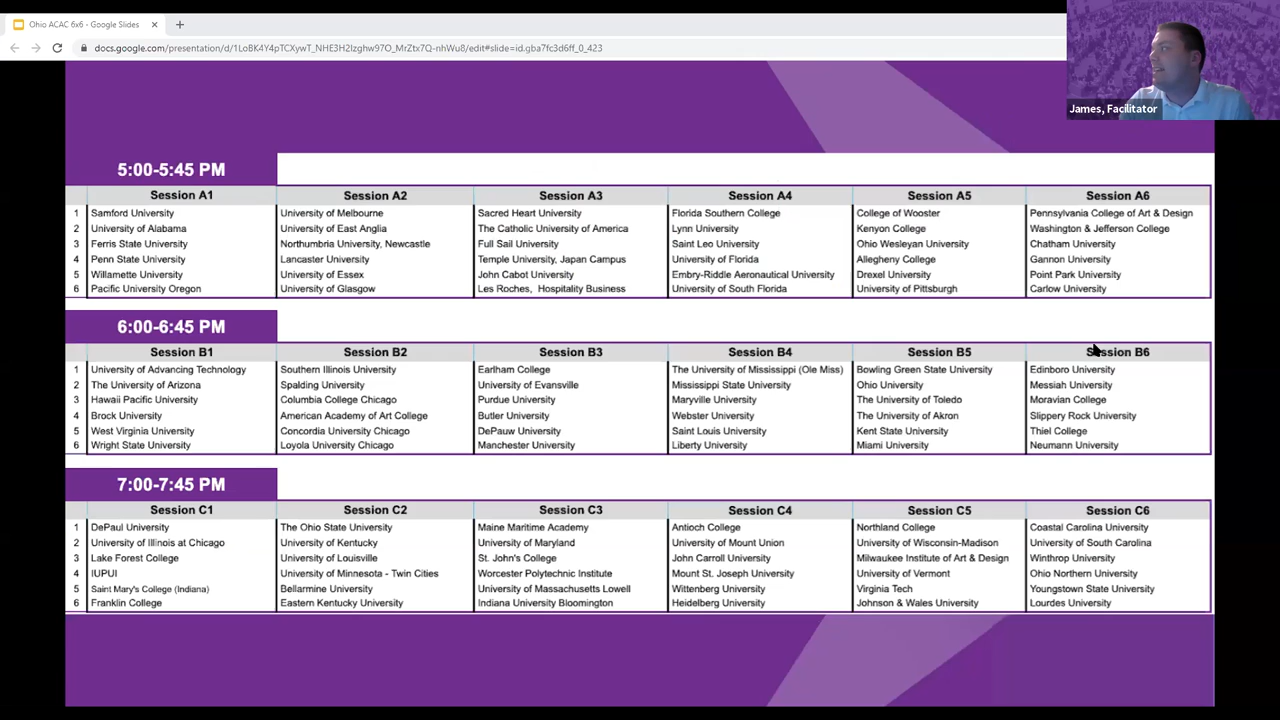 Ohio ACAC 6x6 - Google Slides
docs.google.com/presentation/d/1LoBK4Y4pTCXywT_NHE3H2Izghw97O_MrZtx7Q-nhWu8/edit#slide=id.gba7fc3d6ff_0_423
James, Facilitator
5:00-5:45 PM
Session A1 Session A2 Session A3 Session A4 Session A5 Session A6
1 Samford University University of Melbourne Sacred Heart University Florida Southern College College of Wooster Pennsylvania College of Art & Design
2 University of Alabama University of East Anglia The Catholic University of America Lynn University Kenyon College Washington & Jefferson College
3 Ferris State University Northumbria University, Newcastle Full Sail University Saint Leo University Ohio Wesleyan University Chatham University
4 Penn State University Lancaster University Temple University, Japan Campus University of Florida Allegheny College Gannon University
5 Willamette University University of Essex John Cabot University Embry-Riddle Aeronautical University Drexel University Point Park University
6 Pacific University Oregon University of Glasgow Les Roches, Hospitality Business University of South Florida University of Pittsburgh Carlow University
6:00-6:45 PM
Session B1 Session B2 Session B3 Session B4 Session B5 Session B6
1 University of Advancing Technology Southern Illinois University Earlham College The University of Mississippi (Ole Miss) Bowling Green State University Edinboro University
2 The University of Arizona Spalding University University of Evansville Mississippi State University Ohio University Messiah University
3 Hawaii Pacific University Columbia College Chicago Purdue University Maryville University The University of Toledo Moravian College
4 Brock University American Academy of Art College Butler University Webster University The University of Akron Slippery Rock University
5 West Virginia University Concordia University Chicago DePauw University Saint Louis University Kent State University Thiel College
6 Wright State University Loyola University Chicago Manchester University Liberty University Miami University Neumann University
7:00-7:45 PM
Session C1 Session C2 Session C3 Session C4 Session C5 Session C6
1 DePaul University The Ohio State University Maine Maritime Academy Antioch College Northland College Coastal Carolina University
2 University of Illinois at Chicago University of Kentucky University of Maryland University of Mount Union University of Wisconsin-Madison University of South Carolina
3 Lake Forest College University of Louisville St. John's College John Carroll University Milwaukee Institute of Art & Design Winthrop University
4 IUPUI University of Minnesota - Twin Cities Worcester Polytechnic Institute Mount St. Joseph University University of Vermont Ohio Northern University
5 Saint Mary's College (Indiana) Bellarmine University University of Massachusetts Lowell Wittenberg University Virginia Tech Youngstown State University
6 Franklin College Eastern Kentucky University Indiana University Bloomington Heidelberg University Johnson & Wales University Lourdes University